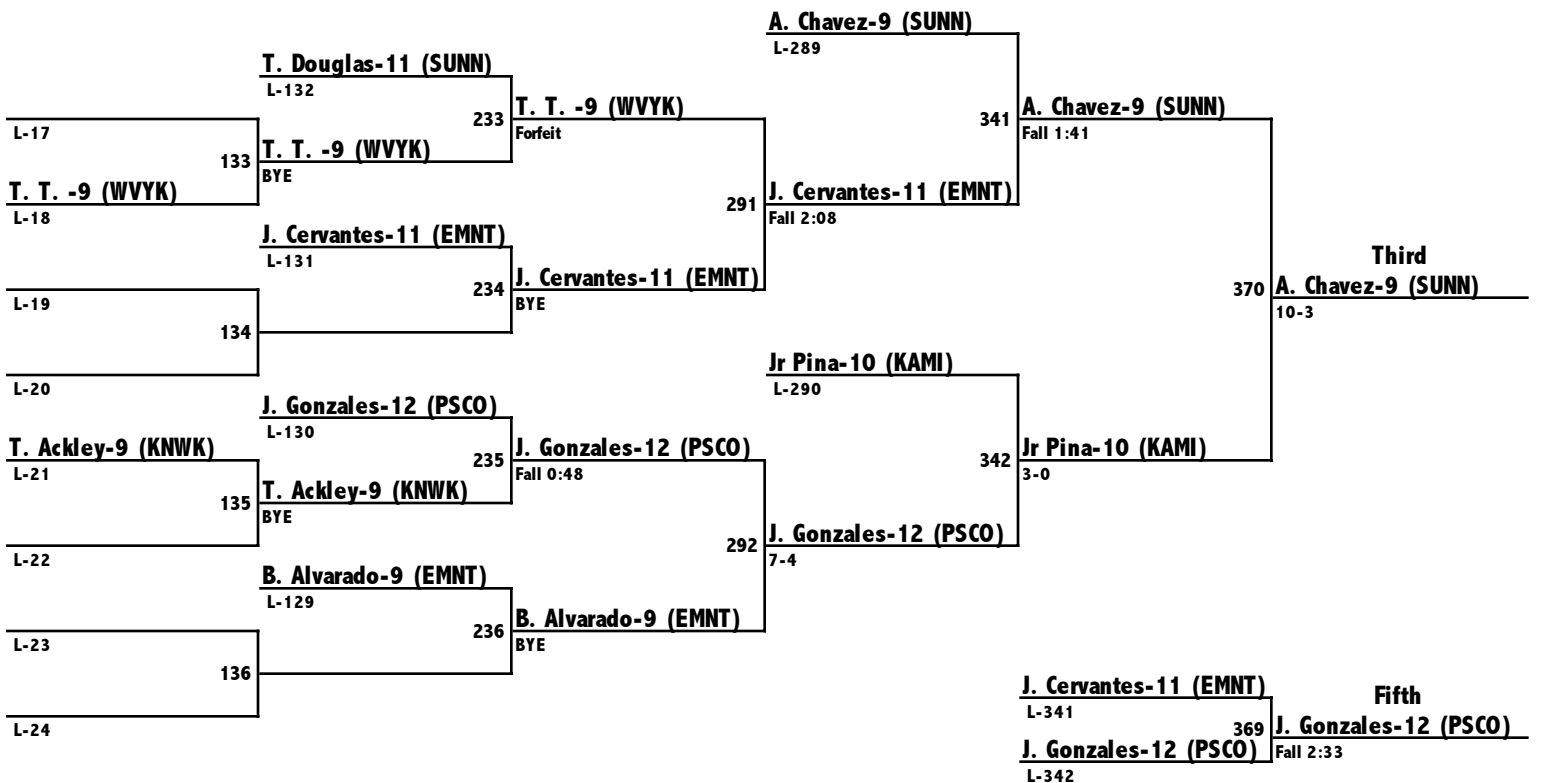 A. Chavez-9 (SUNN)
L-289
T. Douglas-11 (SUNN)
L-132
233 T. T. -9 (WVYK)
Forfeit
341 A. Chavez-9 (SUNN)
Fall 1:41
L-17
133 T. T. -9 (WVYK)
BYE
T. T. -9 (WVYK)
L-18
291 J. Cervantes-11 (EMNT)
Fall 2:08
J. Cervantes-11 (EMNT)
L-131
234 J. Cervantes-11 (EMNT)
BYE
L-19
134
L-20
Third
370 A. Chavez-9 (SUNN)
10-3
Jr Pina-10 (KAMI)
L-290
J. Gonzales-12 (PSCO)
L-130
235 J. Gonzales-12 (PSCO)
Fall 0:48
342 Jr Pina-10 (KAMI)
3-0
T. Ackley-9 (KNWK)
L-21
135 T. Ackley-9 (KNWK)
BYE
L-22
292 J. Gonzales-12 (PSCO)
7-4
B. Alvarado-9 (EMNT)
L-129
236 B. Alvarado-9 (EMNT)
BYE
L-23
136
L-24
J. Cervantes-11 (EMNT)
L-341
Fifth
369 J. Gonzales-12 (PSCO)
Fall 2:33
J. Gonzales-12 (PSCO)
L-342